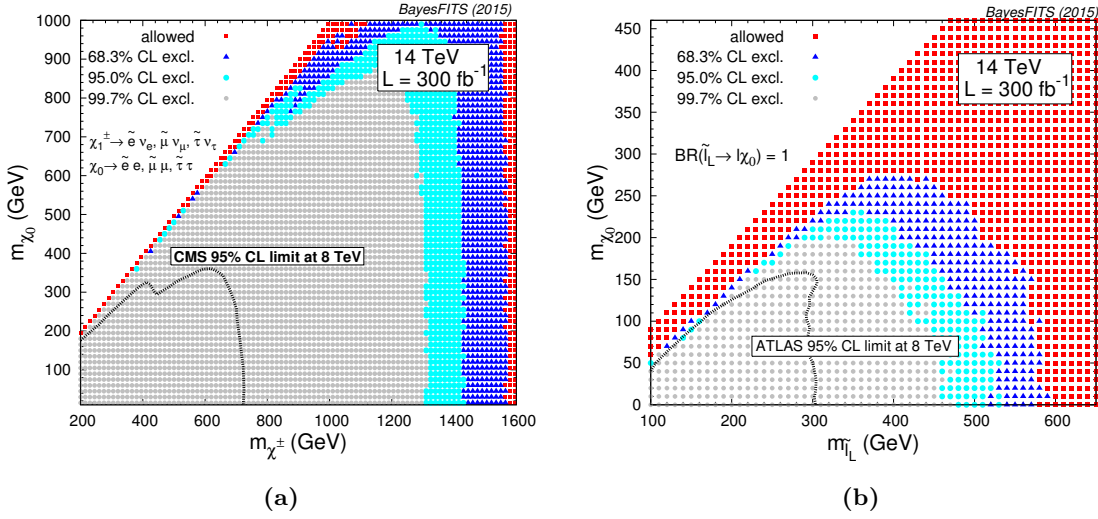 BayesFITS (2015)
allowed
68.3% CL excl.
95.0% CL excl.
99.7% CL excl.
14 TeV
L = 300 fb⁻¹
χ₁^± → ẽ νₑ, μ̃ ν_μ, τ̃ ν_τ
χ₀ → ẽ e, μ̃ μ, τ̃ τ
CMS 95% CL limit at 8 TeV
m_χ₀ (GeV)
1000
900
800
700
600
500
400
300
200
100
200 400 600 800 1000 1200 1400 1600
m_χ^± (GeV)
(a)
BayesFITS (2015)
allowed
68.3% CL excl.
95.0% CL excl.
99.7% CL excl.
14 TeV
L = 300 fb⁻¹
BR(l̃_L → lχ₀) = 1
ATLAS 95% CL limit at 8 TeV
m_χ₀ (GeV)
450
400
350
300
250
200
150
100
50
0
100 200 300 400 500 600
m_l̃_L (GeV)
(b)